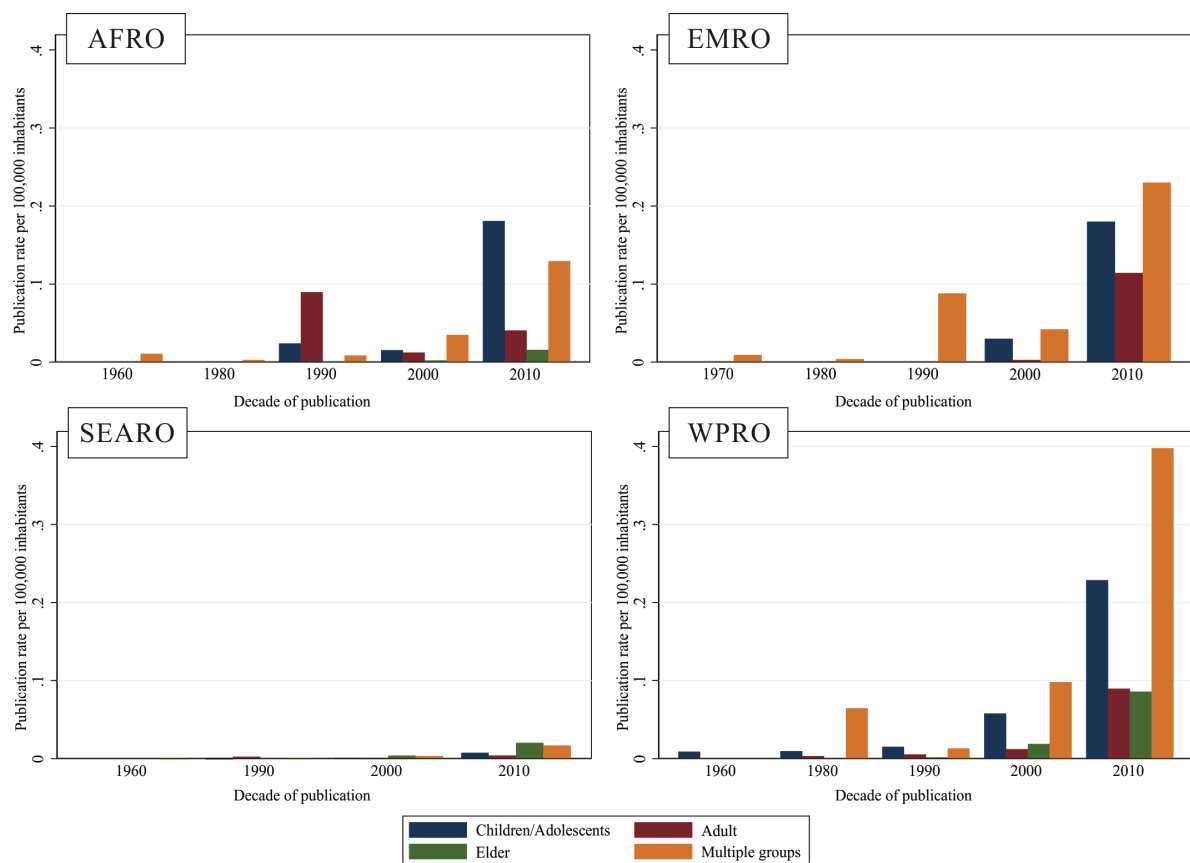 AFRO
Publication rate per 100,000 inhabitants
.4
.3
.2
.1
0
1960 1980 1990 2000 2010
Decade of publication
EMRO
Publication rate per 100,000 inhabitants
.4
.3
.2
.1
0
1970 1980 1990 2000 2010
Decade of publication
SEARO
Publication rate per 100,000 inhabitants
.4
.3
.2
.1
0
1960 1990 2000 2010
Decade of publication
WPRO
Publication rate per 100,000 inhabitants
.4
.3
.2
.1
0
1960 1980 1990 2000 2010
Decade of publication
Children/Adolescents Adult
Elder Multiple groups